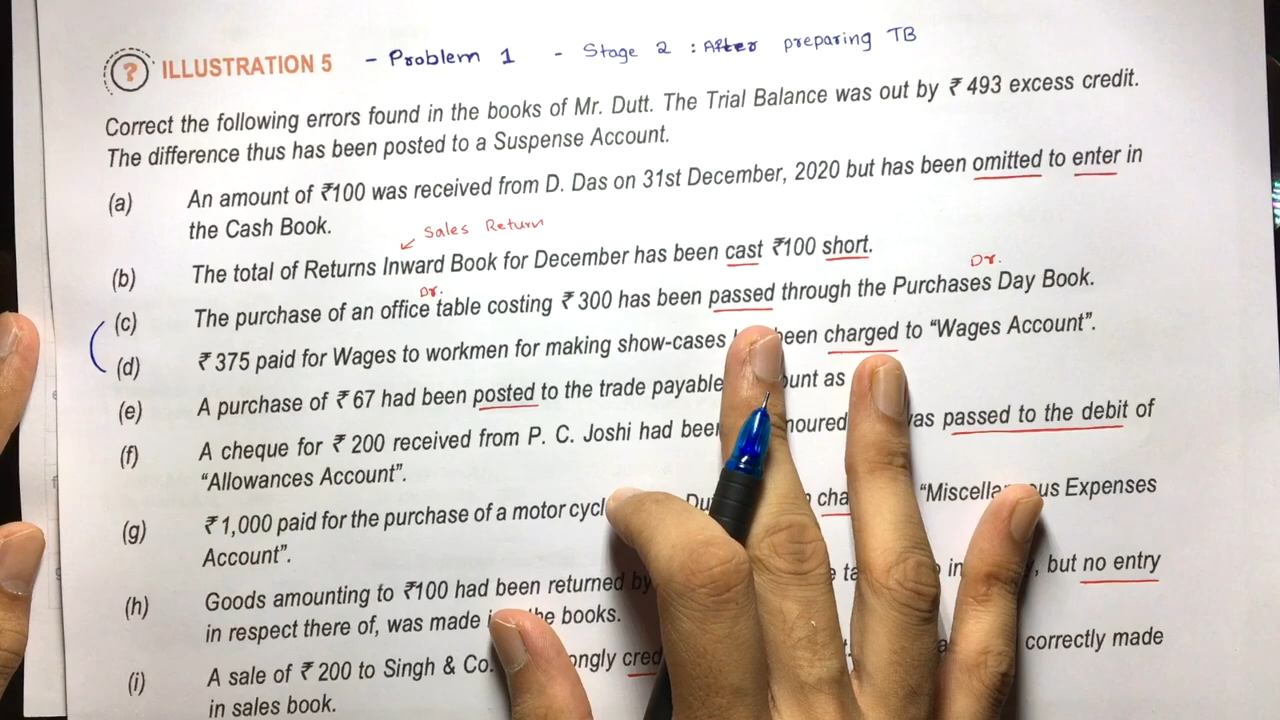 ? ILLUSTRATION 5 - Problem 1 - Stage 2 : After preparing TB
Correct the following errors found in the books of Mr. Dutt. The Trial Balance was out by ₹ 493 excess credit.
The difference thus has been posted to a Suspense Account.
(a) An amount of ₹100 was received from D. Das on 31st December, 2020 but has been omitted to enter in
the Cash Book.
Sales Return
(b) The total of Returns Inward Book for December has been cast ₹100 short.
Dr. Dr.
(c) The purchase of an office table costing ₹ 300 has been passed through the Purchases Day Book.
(d) ₹ 375 paid for Wages to workmen for making show-cases been charged to “Wages Account”.
(e) A purchase of ₹ 67 had been posted to the trade payable as
(f) A cheque for ₹ 200 received from P. C. Joshi had been passed to the debit of
“Allowances Account”.
(g) ₹ 1,000 paid for the purchase of a motor “Miscellaneous Expenses
Account”.
(h) Goods amounting to ₹100 had been returned by but no entry
in respect there of, was made the books.
(i) A sale of ₹ 200 to Singh & Co. correctly made
in sales book.